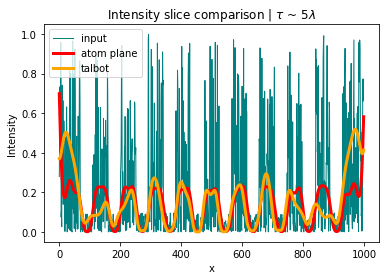 Intensity slice comparison | τ ~ 5λ
input
atom plane
talbot
Intensity
1.0
0.8
0.6
0.4
0.2
0.0
0 200 400 600 800 1000
x